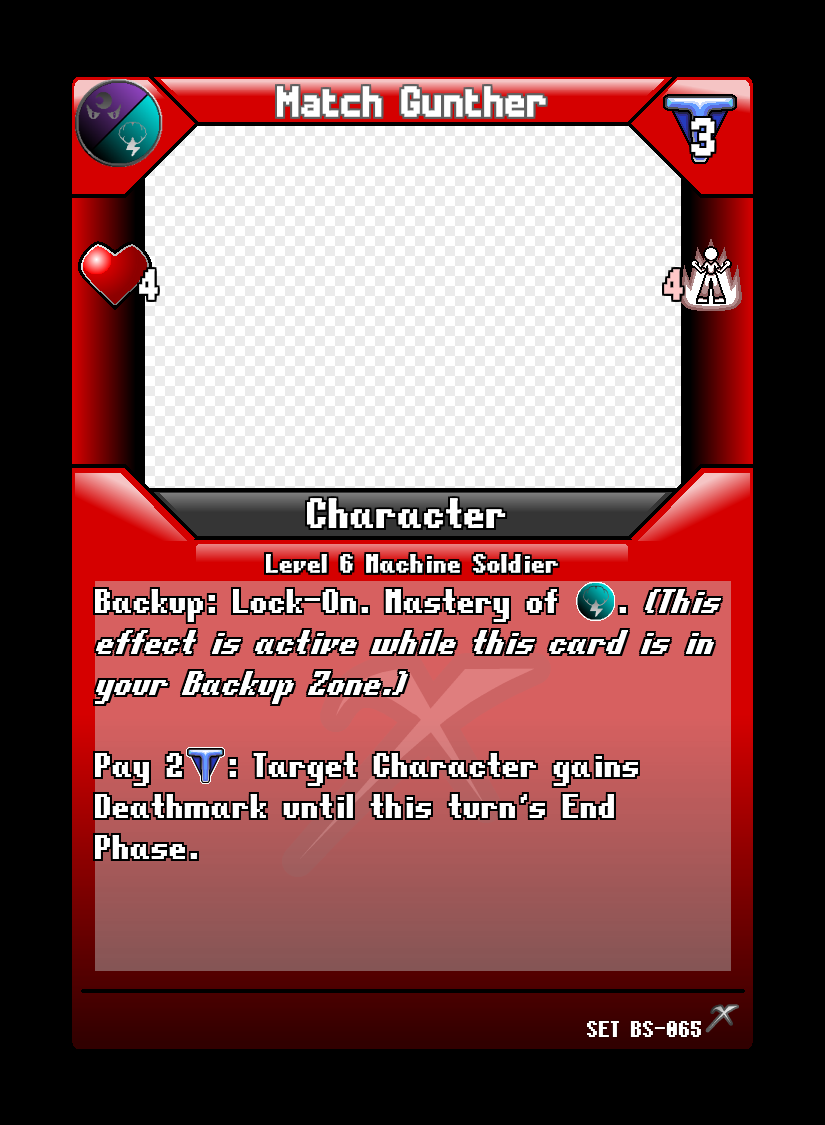 Match Gunther
3
4
4
Character
Level 6 Machine Soldier
Backup: Lock-On. Mastery of . (This
effect is active while this card is in
your Backup Zone.)
Pay 2 : Target Character gains
Deathmark until this turn's End
Phase.
SET BS-065